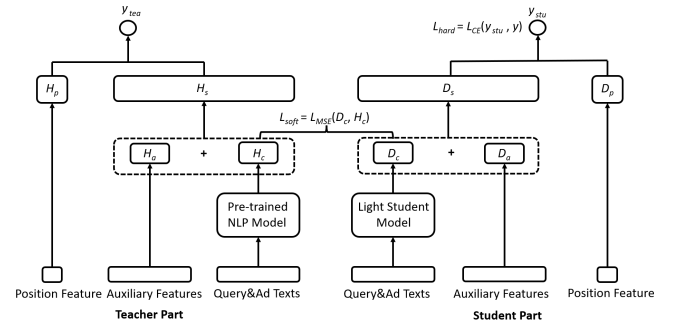 y_tea
y_stu
L_hard = L_CE(y_stu , y)
H_p
H_s
D_s
D_p
L_soft = L_MSE(D_c, H_c)
H_a
+
H_c
D_c
+
D_a
Pre-trained
NLP Model
Light Student
Model
Position Feature
Auxiliary Features
Query&Ad Texts
Query&Ad Texts
Auxiliary Features
Position Feature
Teacher Part
Student Part